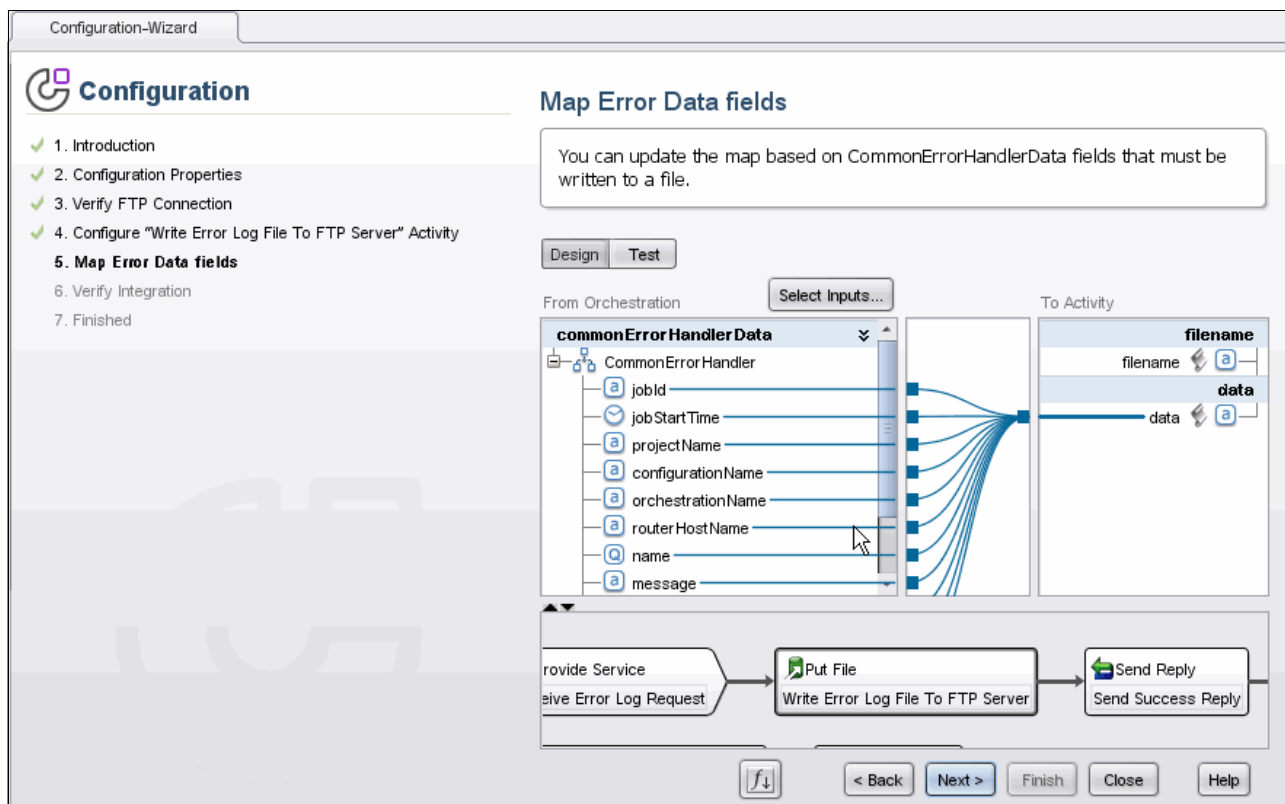 Configuration-Wizard
Configuration
1. Introduction
2. Configuration Properties
3. Verify FTP Connection
4. Configure "Write Error Log File To FTP Server" Activity
5. Map Error Data fields
6. Verify Integration
7. Finished
Map Error Data fields
You can update the map based on CommonErrorHandlerData fields that must be
written to a file.
Design Test
From Orchestration Select Inputs... To Activity
commonErrorHandlerData
CommonErrorHandler
a jobId
jobStartTime
a projectName
a configurationName
a orchestrationName
a routerHostName
Q name
a message
filename
filename a
data
data a
rovide Service
eive Error Log Request
Put File
Write Error Log File To FTP Server
Send Reply
Send Success Reply
f < Back Next > Finish Close Help